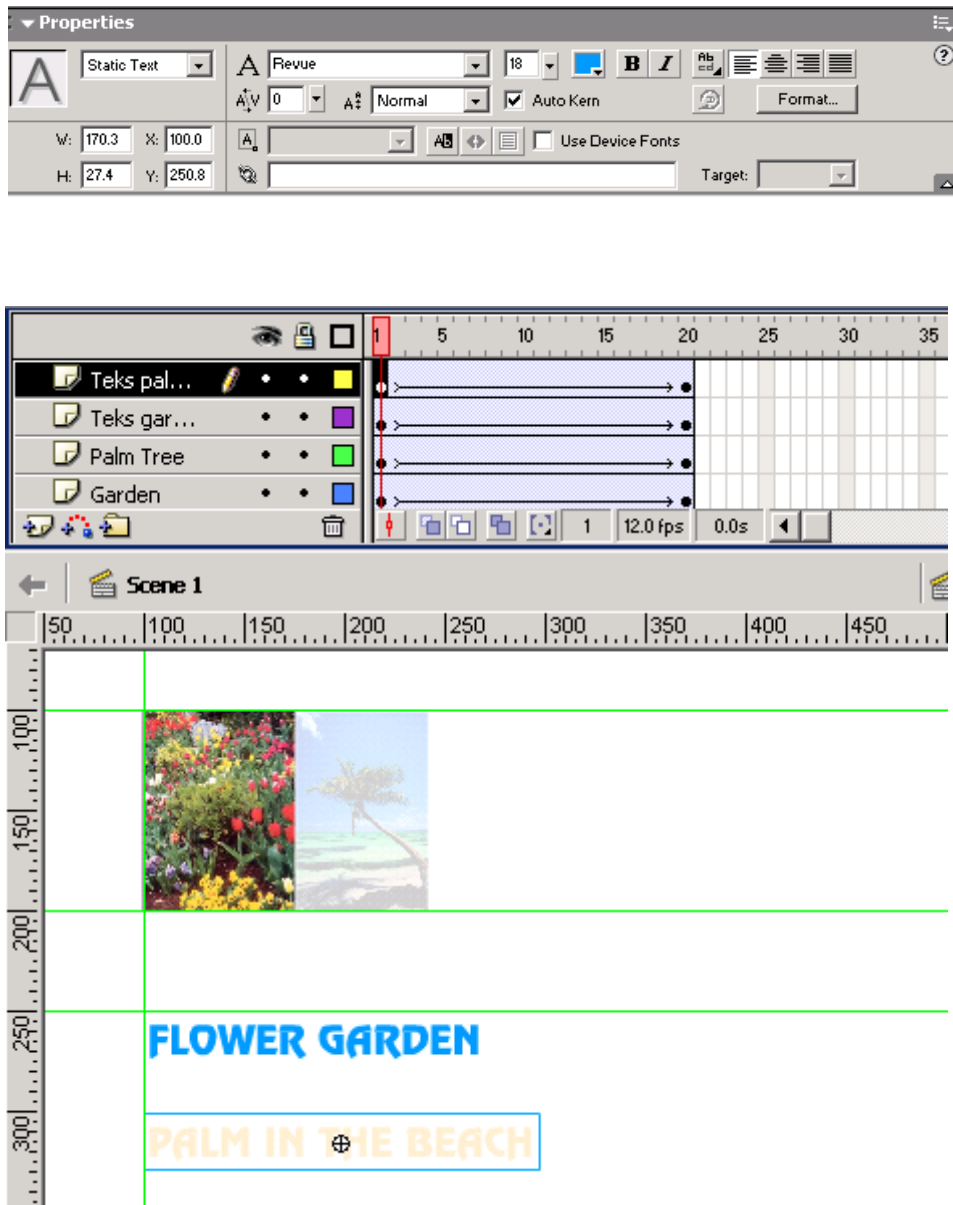 Properties
Static Text A Revue 18 B I
A V 0 A Normal Auto Kern Format...
W: 170.3 X: 100.0 A Use Device Fonts
H: 27.4 Y: 250.8 Target:
1 5 10 15 20 25 30 35
Teks pal...
Teks gar...
Palm Tree
Garden
1 12.0 fps 0.0s
Scene 1
50 100 150 200 250 300 350 400 450
100
150
200
250
300
FLOWER GARDEN
PALM IN THE BEACH